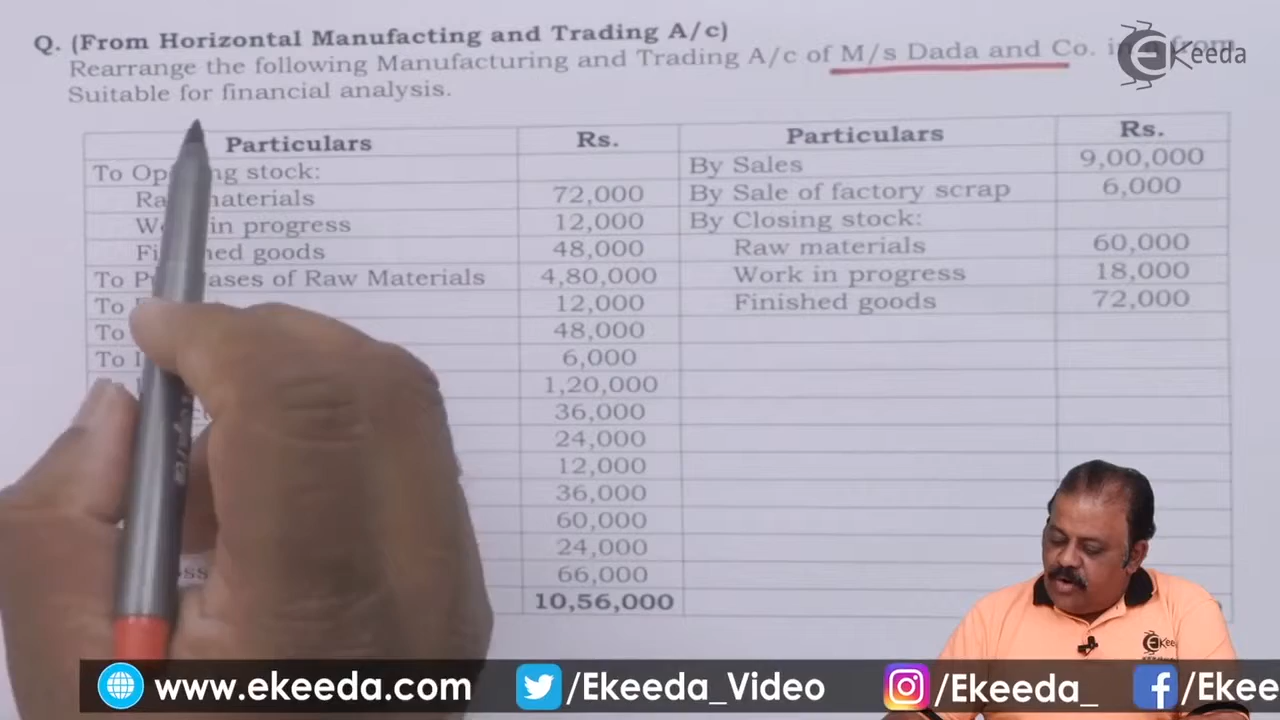 Q. (From Horizontal Manufacting and Trading A/c)
Rearrange the following Manufacturing and Trading A/c of M/s Dada and Co.
Suitable for financial analysis.
Ekeeda
Particulars Rs. Particulars Rs.
To stock: By Sales 9,00,000
72,000 By Sale of factory scrap 6,000
in progress 12,000 By Closing stock:
goods 48,000 Raw materials 60,000
To of Raw Materials 4,80,000 Work in progress 18,000
To 12,000 Finished goods 72,000
To 48,000
To 6,000
1,20,000
36,000
24,000
12,000
36,000
60,000
24,000
66,000
10,56,000
www.ekeeda.com /Ekeeda_Video /Ekeeda_ /Ekee